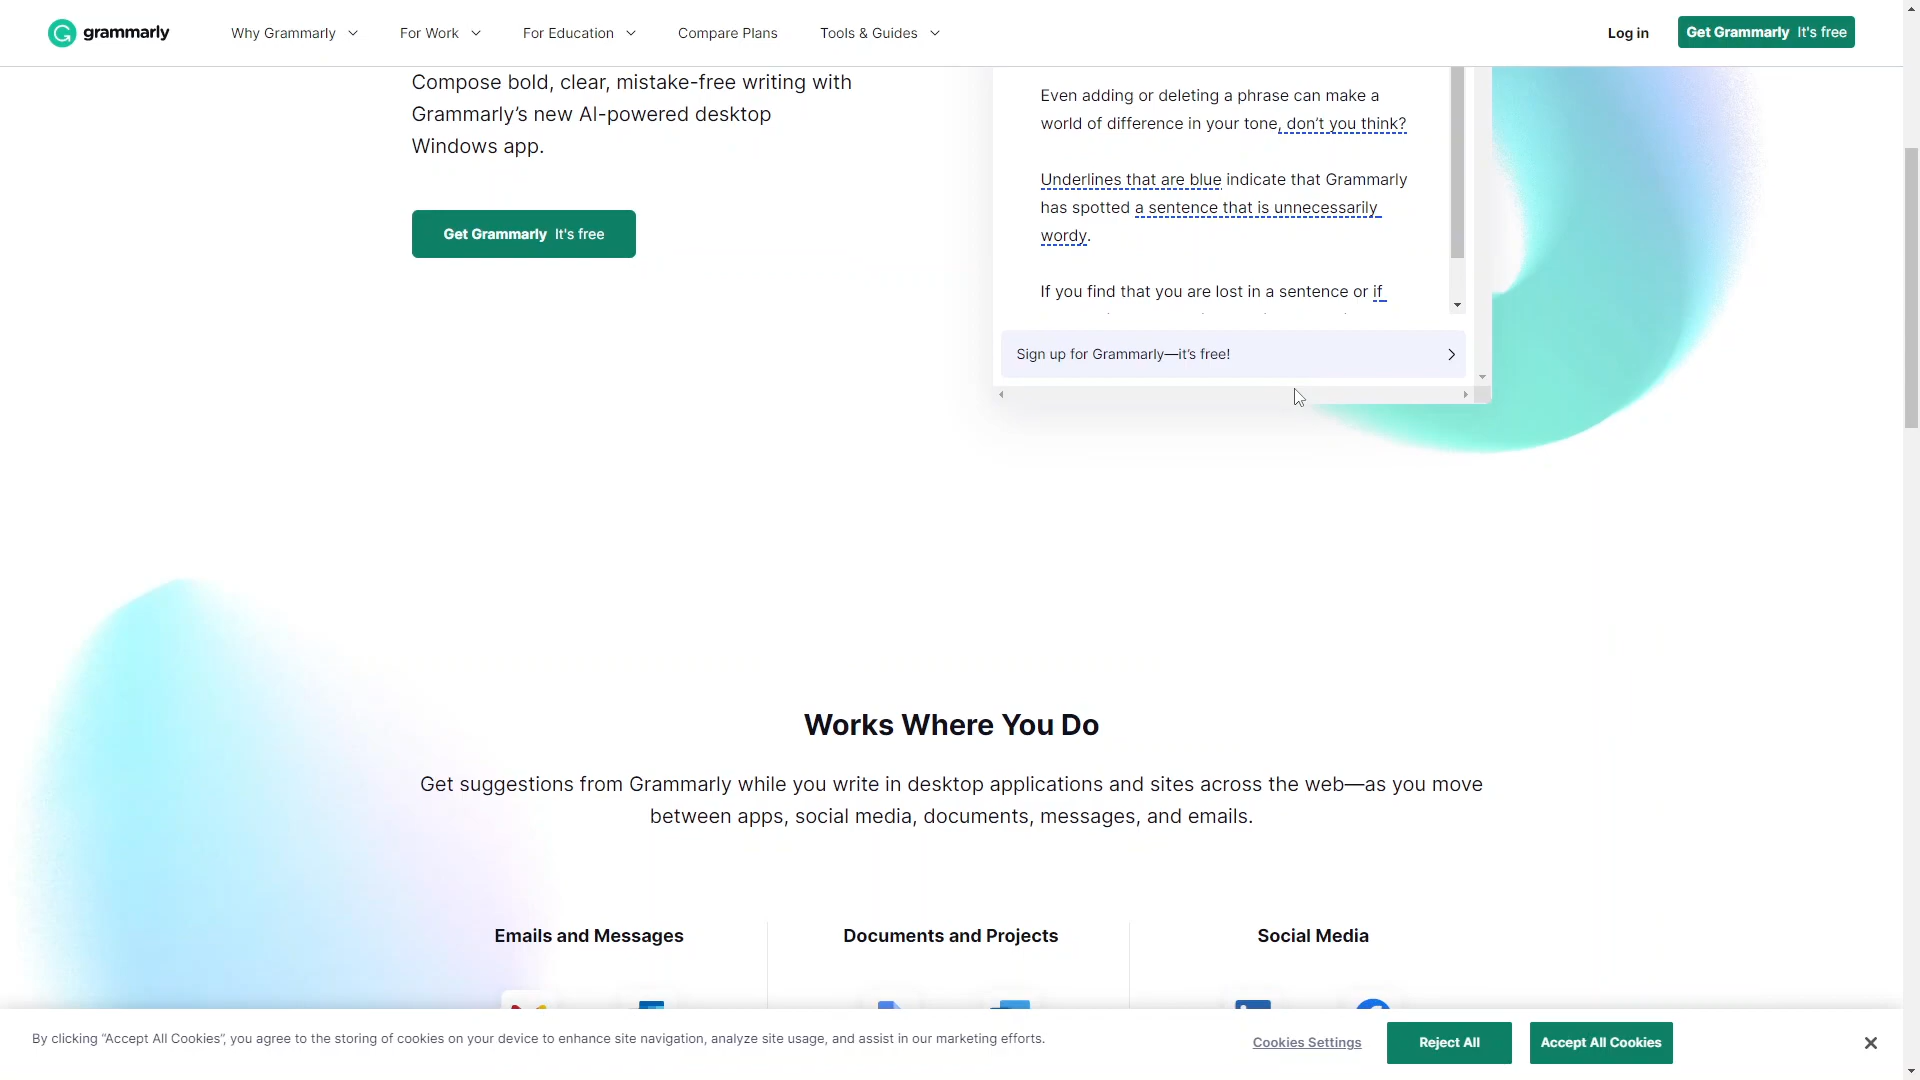 grammarly
Why Grammarly
For Work
For Education
Compare Plans
Tools & Guides
Log in
Get Grammarly It's free
Compose bold, clear, mistake-free writing with
Grammarly’s new AI-powered desktop
Windows app.
Get Grammarly It's free
Even adding or deleting a phrase can make a
world of difference in your tone, don’t you think?
Underlines that are blue indicate that Grammarly
has spotted a sentence that is unnecessarily
wordy.
If you find that you are lost in a sentence or if
Sign up for Grammarly—it’s free!
Works Where You Do
Get suggestions from Grammarly while you write in desktop applications and sites across the web—as you move
between apps, social media, documents, messages, and emails.
Emails and Messages
Documents and Projects
Social Media
By clicking “Accept All Cookies”, you agree to the storing of cookies on your device to enhance site navigation, analyze site usage, and assist in our marketing efforts.
Cookies Settings
Reject All
Accept All Cookies